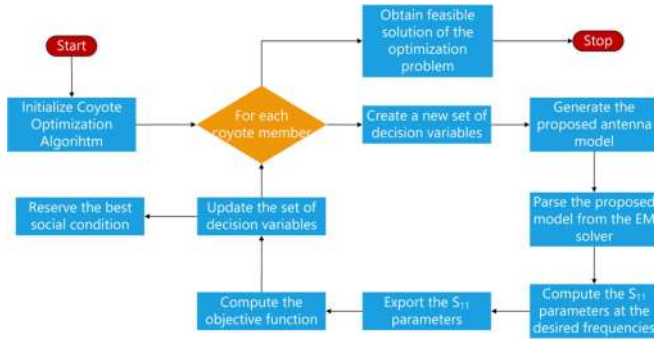 Start
Initialize Coyote
Optimization
Algorihtm
For each
coyote member
Obtain feasible
solution of the
optimization
problem
Stop
Create a new set of
decision variables
Generate the
proposed antenna
model
Parse the proposed
model from the EM
solver
Compute the S₁₁
parameters at the
desired frequencies
Export the S₁₁
parameters
Compute the
objective function
Update the set of
decision variables
Reserve the best
social condition